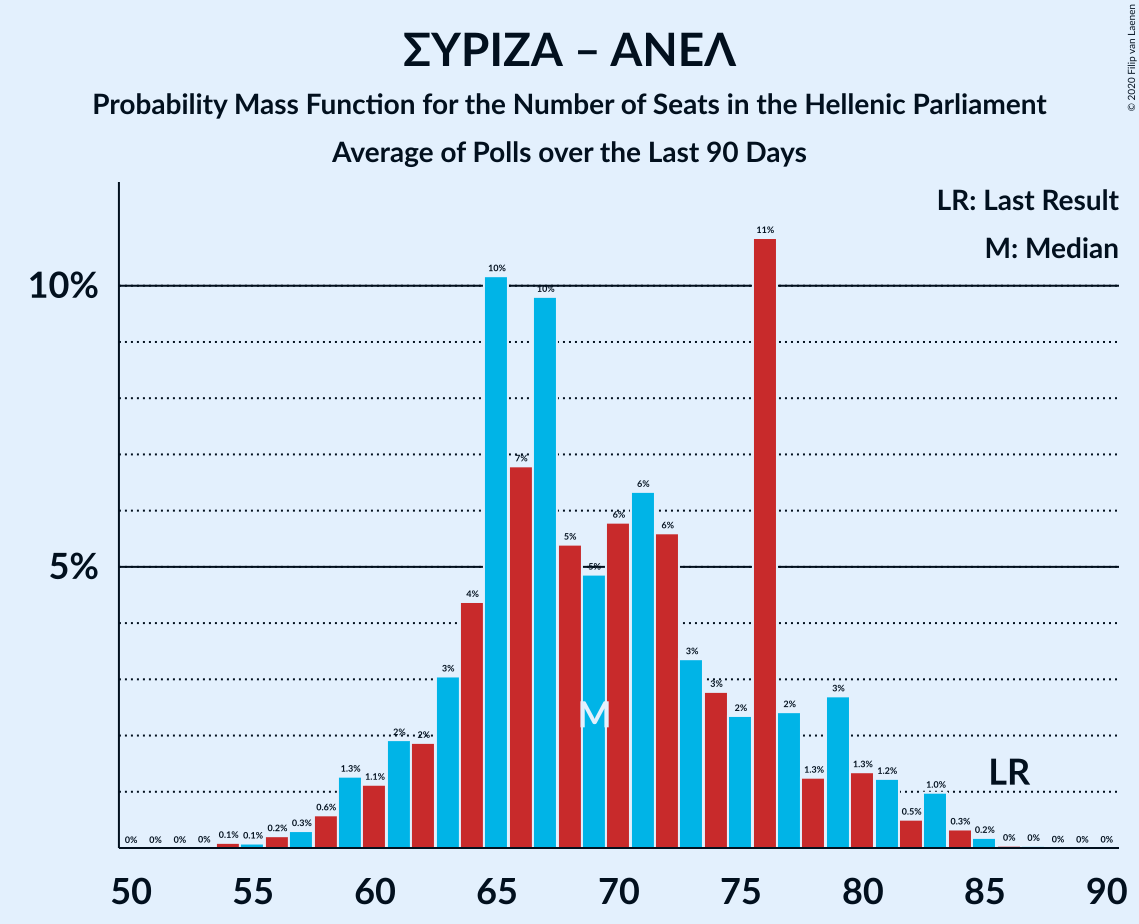 © 2020 Filip van Laenen
ΣΥΡΙΖΑ – ΑΝΕΛ
Probability Mass Function for the Number of Seats in the Hellenic Parliament
Average of Polls over the Last 90 Days
LR: Last Result
M: Median
10%
5%
0% 0% 0% 0% 0.1% 0.1% 0.2% 0.3% 0.6% 1.3% 1.1% 2% 2% 3% 4% 10% 7% 10% 5% 5% 6% 6% 6% 3% 3% 2% 11% 2% 1.3% 3% 1.3% 1.2% 0.5% 1.0% 0.3% 0.2% 0% 0% 0% 0% 0%
M
LR
50 55 60 65 70 75 80 85 90